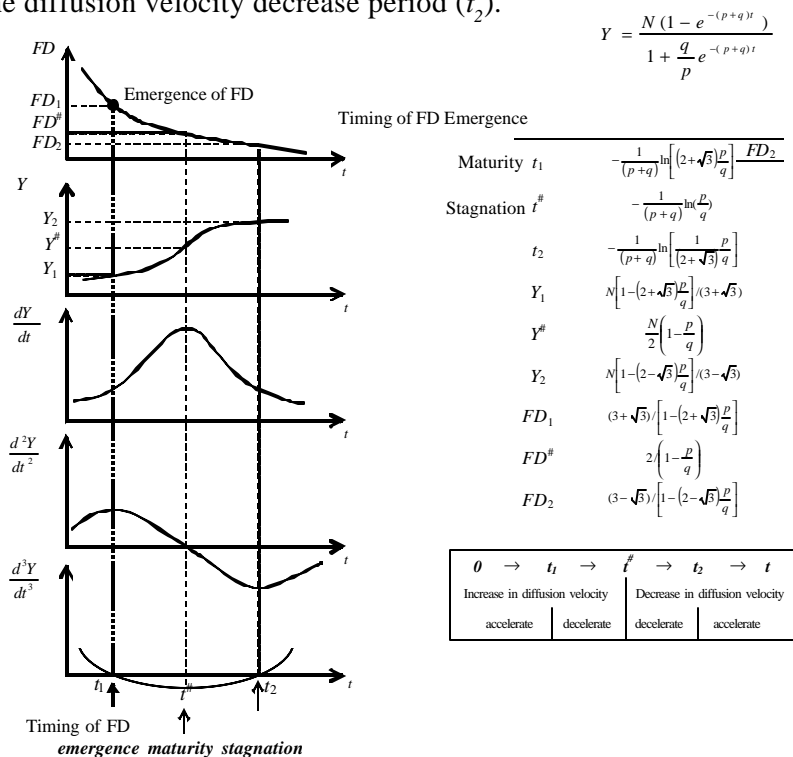 e diffusion velocity decrease period (t₂).
Y = N (1 - e^{-(p+q)t}) / (1 + (q/p) e^{-(p+q)t})
FD
Emergence of FD
FD₁
FD^#
FD₂
t
Y
Y₂
Y^#
Y₁
t
dY/dt
t
d²Y/dt²
t
d³Y/dt³
t₁
t^#
t₂
t
Timing of FD
emergence maturity stagnation
Timing of FD Emergence
Maturity t₁ -1/(p+q) ln[(2+√3) p/q] FD₂
Stagnation t^# -1/(p+q) ln(p/q)
t₂ -1/(p+q) ln[1/(2+√3) p/q]
Y₁ N[1-(2+√3) p/q]/(3+√3)
Y^# N/2 (1-p/q)
Y₂ N[1-(2-√3) p/q]/(3-√3)
FD₁ (3+√3)/[1-(2+√3) p/q]
FD^# 2/(1-p/q)
FD₂ (3-√3)/[1-(2-√3) p/q]
0 → t₁ → t^# → t₂ → t
Increase in diffusion velocity Decrease in diffusion velocity
accelerate decelerate decelerate accelerate